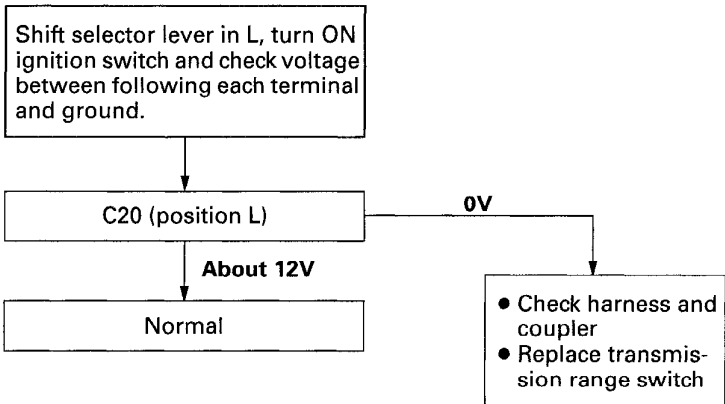 Shift selector lever in L, turn ON
ignition switch and check voltage
between following each terminal
and ground.
C20 (position L)
0V
About 12V
Normal
● Check harness and
coupler
● Replace transmis-
sion range switch